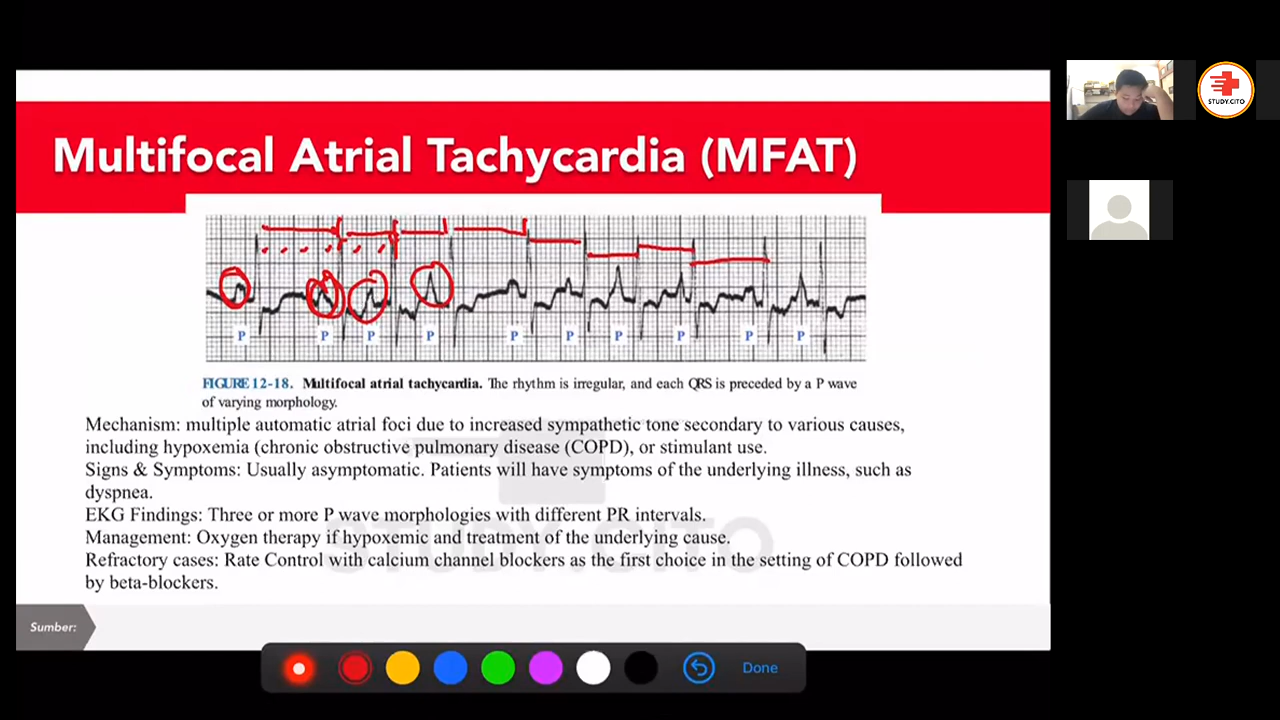 Multifocal Atrial Tachycardia (MFAT)
STUDY.CITO
P P P P P P P P P P
FIGURE 12-18. Multifocal atrial tachycardia. The rhythm is irregular, and each QRS is preceded by a P wave
of varying morphology.
Mechanism: multiple automatic atrial foci due to increased sympathetic tone secondary to various causes,
including hypoxemia (chronic obstructive pulmonary disease (COPD), or stimulant use.
Signs & Symptoms: Usually asymptomatic. Patients will have symptoms of the underlying illness, such as
dyspnea.
EKG Findings: Three or more P wave morphologies with different PR intervals.
Management: Oxygen therapy if hypoxemic and treatment of the underlying cause.
Refractory cases: Rate Control with calcium channel blockers as the first choice in the setting of COPD followed
by beta-blockers.
STUDY.CITO
Sumber:
Done